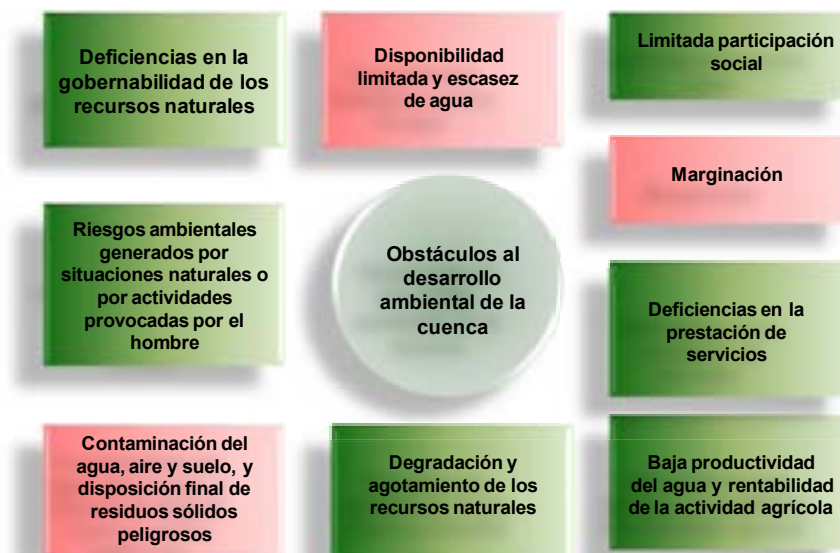 Deficiencias en la
gobernabilidad de los
recursos naturales
Disponibilidad
limitada y escasez
de agua
Limitada participación
social
Marginación
Riesgos ambientales
generados por
situaciones naturales o
por actividades
provocadas por el
hombre
Obstáculos al
desarrollo
ambiental de la
cuenca
Deficiencias en la
prestación de
servicios
Contaminación del
agua, aire y suelo, y
disposición final de
residuos sólidos
peligrosos
Degradación y
agotamiento de los
recursos naturales
Baja productividad
del agua y rentabilidad
de la actividad agrícola